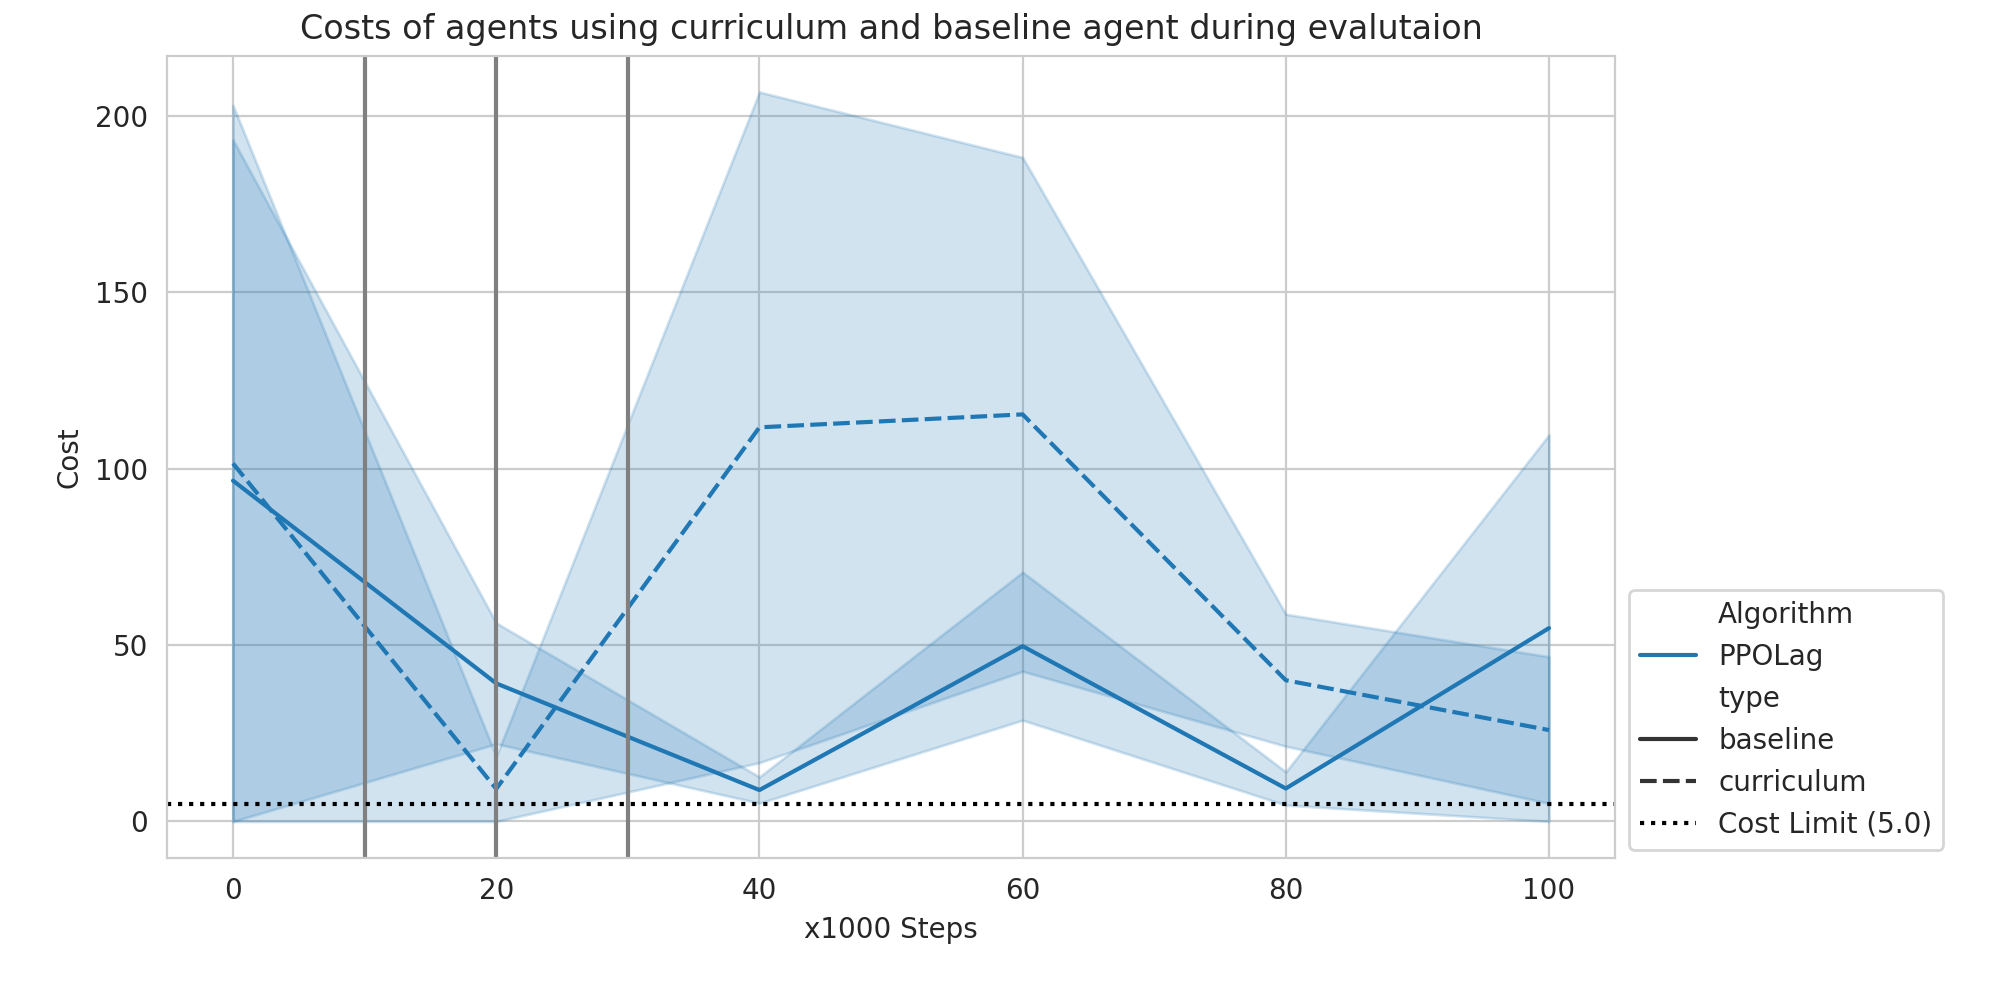 Costs of agents using curriculum and baseline agent during evalutaion
200
150
100
50
0
Cost
0 20 40 60 80 100
x1000 Steps
Algorithm
PPOLag
type
baseline
curriculum
Cost Limit (5.0)